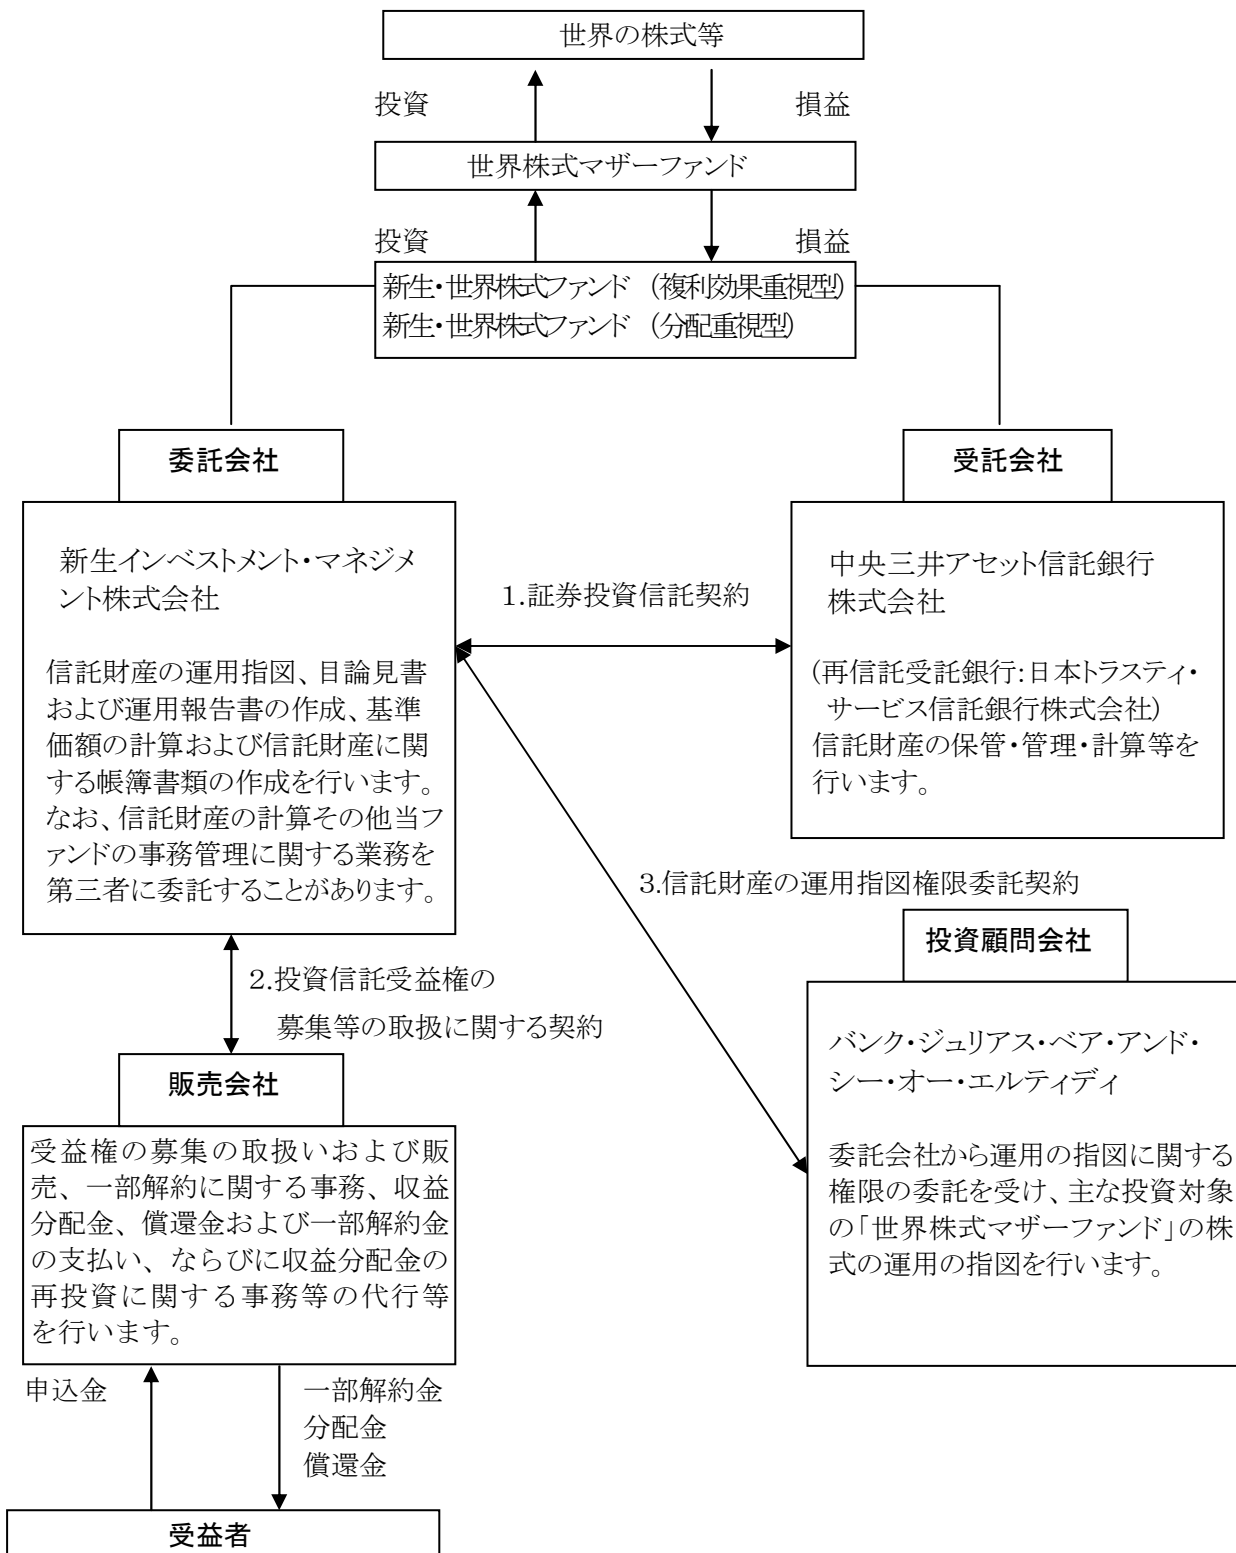 世界の株式等
投資
損益
世界株式マザーファンド
投資
損益
新生・世界株式ファンド (複利効果重視型)
新生・世界株式ファンド (分配重視型)
委託会社
受託会社
新生インベストメント・マネジメ
ント株式会社
信託財産の運用指図、目論見書
および運用報告書の作成、基準
価額の計算および信託財産に関
する帳簿書類の作成を行います。
なお、信託財産の計算その他当フ
ァンドの事務管理に関する業務を
第三者に委託することがあります。
1.証券投資信託契約
中央三井アセット信託銀行
株式会社
(再信託受託銀行:日本トラスティ・
サービス信託銀行株式会社)
信託財産の保管・管理・計算等を
行います。
3.信託財産の運用指図権限委託契約
投資顧問会社
バンク・ジュリアス・ベア・アンド・
シー・オー・エルティディ
委託会社から運用の指図に関する
権限の委託を受け、主な投資対象
の「世界株式マザーファンド」の株
式の運用の指図を行います。
2.投資信託受益権の
募集等の取扱に関する契約
販売会社
受益権の募集の取扱いおよび販
売、一部解約に関する事務、収益
分配金、償還金および一部解約金
の支払い、ならびに収益分配金の
再投資に関する事務等の代行等
を行います。
申込金
一部解約金
分配金
償還金
受益者